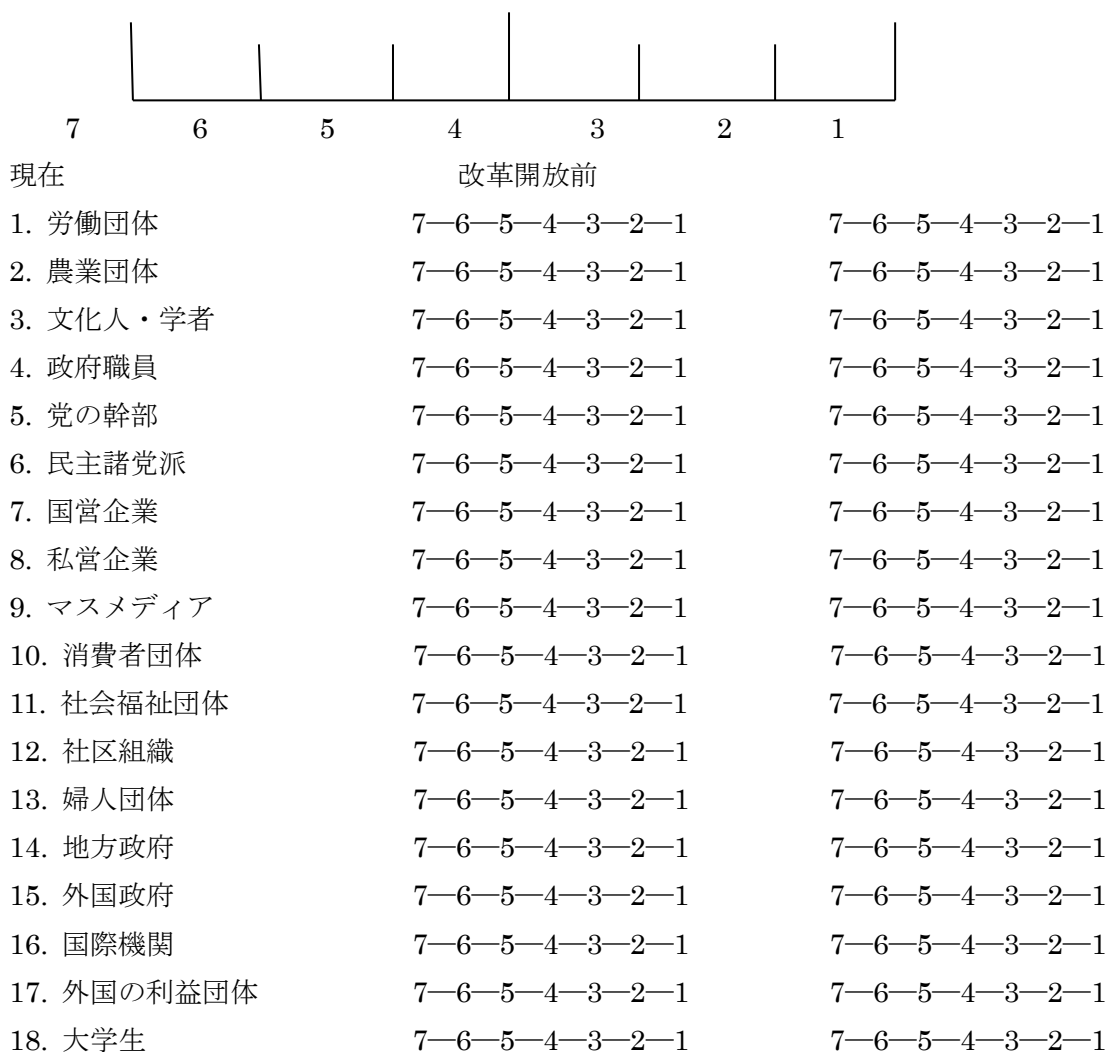 7 6 5 4 3 2 1
現在 改革開放前
1. 労働団体 7―6―5―4―3―2―1 7―6―5―4―3―2―1
2. 農業団体 7―6―5―4―3―2―1 7―6―5―4―3―2―1
3. 文化人・学者 7―6―5―4―3―2―1 7―6―5―4―3―2―1
4. 政府職員 7―6―5―4―3―2―1 7―6―5―4―3―2―1
5. 党の幹部 7―6―5―4―3―2―1 7―6―5―4―3―2―1
6. 民主諸党派 7―6―5―4―3―2―1 7―6―5―4―3―2―1
7. 国営企業 7―6―5―4―3―2―1 7―6―5―4―3―2―1
8. 私営企業 7―6―5―4―3―2―1 7―6―5―4―3―2―1
9. マスメディア 7―6―5―4―3―2―1 7―6―5―4―3―2―1
10. 消費者団体 7―6―5―4―3―2―1 7―6―5―4―3―2―1
11. 社会福祉団体 7―6―5―4―3―2―1 7―6―5―4―3―2―1
12. 社区組織 7―6―5―4―3―2―1 7―6―5―4―3―2―1
13. 婦人団体 7―6―5―4―3―2―1 7―6―5―4―3―2―1
14. 地方政府 7―6―5―4―3―2―1 7―6―5―4―3―2―1
15. 外国政府 7―6―5―4―3―2―1 7―6―5―4―3―2―1
16. 国際機関 7―6―5―4―3―2―1 7―6―5―4―3―2―1
17. 外国の利益団体 7―6―5―4―3―2―1 7―6―5―4―3―2―1
18. 大学生 7―6―5―4―3―2―1 7―6―5―4―3―2―1